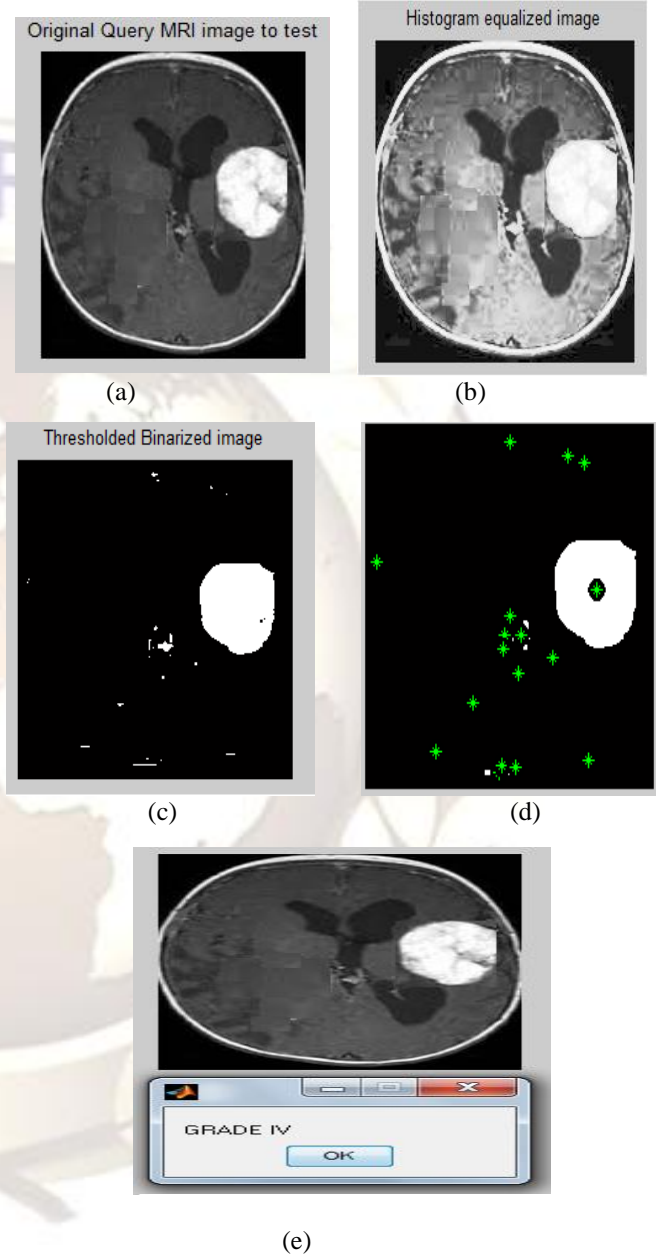 Original Query MRI image to test
Histogram equalized image
(a)
(b)
Thresholded Binarized image
(c)
(d)
GRADE IV
OK
(e)